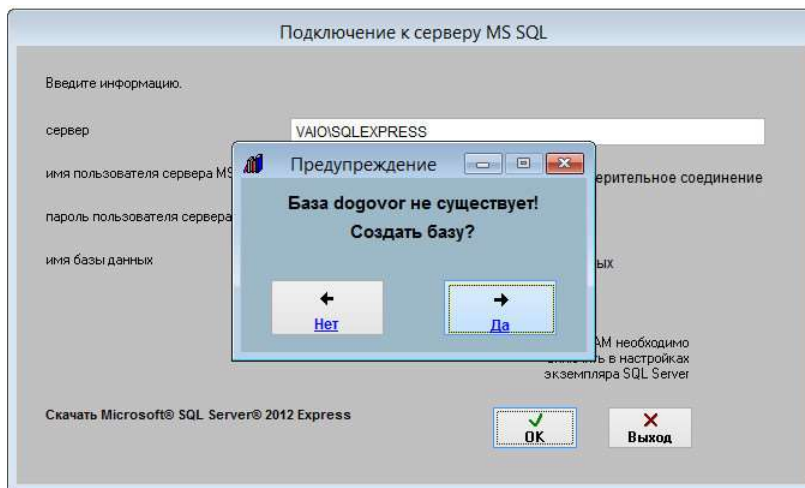 Подключение к серверу MS SQL
Введите информацию.
сервер
VAIO\SQLEXPRESS
имя пользователя сервера MS
Предупреждение
ерительное соединение
База dogovor не существует!
Создать базу?
пароль пользователя сервера
имя базы данных
ых
Нет
Да
АМ необходимо
в настройках
экземпляра SQL Server
Скачать Microsoft® SQL Server® 2012 Express
OK
Выход